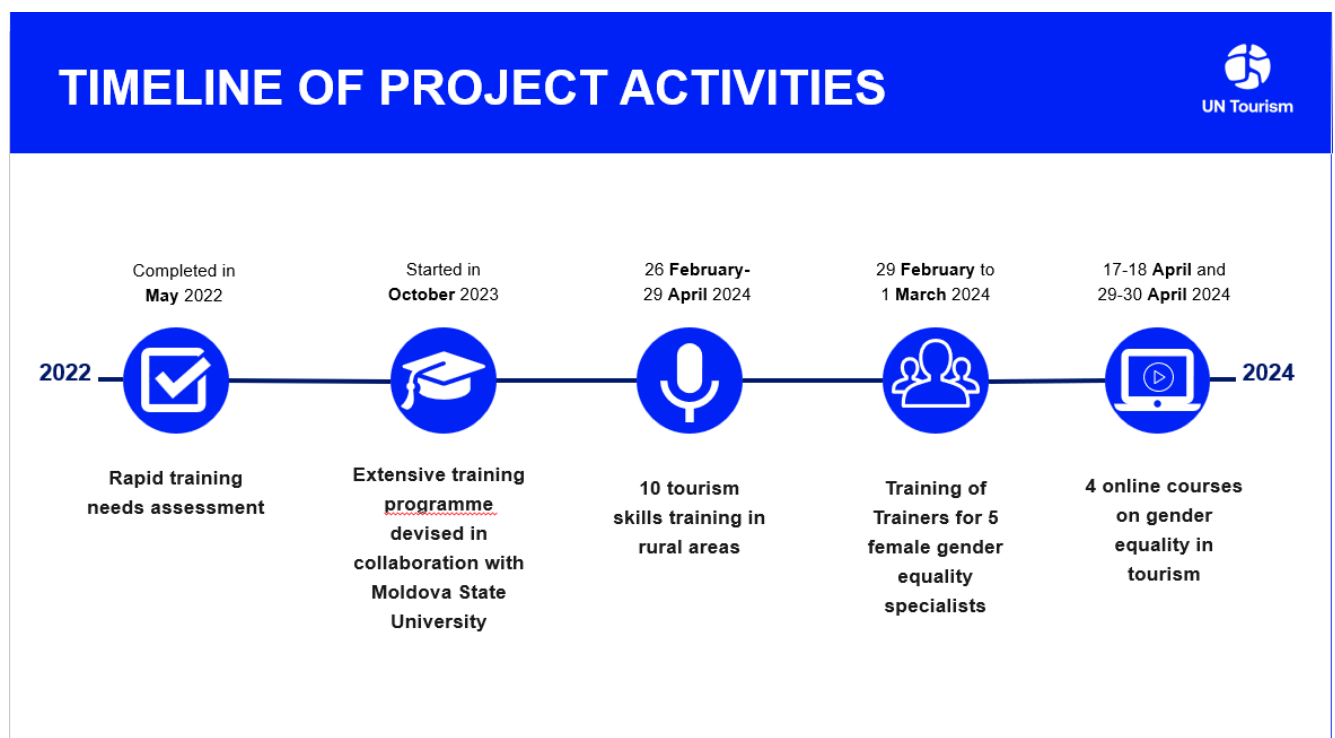 TIMELINE OF PROJECT ACTIVITIES
UN Tourism
Completed in
May 2022
Started in
October 2023
26 February-
29 April 2024
29 February to
1 March 2024
17-18 April and
29-30 April 2024
2022
2024
Rapid training
needs assessment
Extensive training
programme
devised in
collaboration with
Moldova State
University
10 tourism
skills training in
rural areas
Training of
Trainers for 5
female gender
equality
specialists
4 online courses
on gender
equality in
tourism